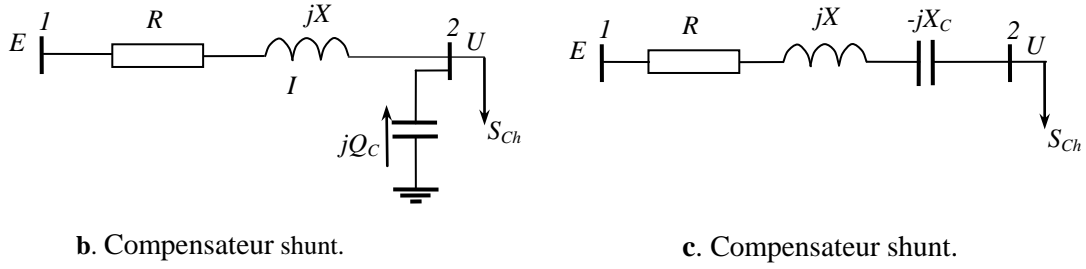 1
E
R
jX
I
2
U
jQC
SCh
b. Compensateur shunt.
1
E
R
jX
-jXC
2
U
SCh
c. Compensateur shunt.